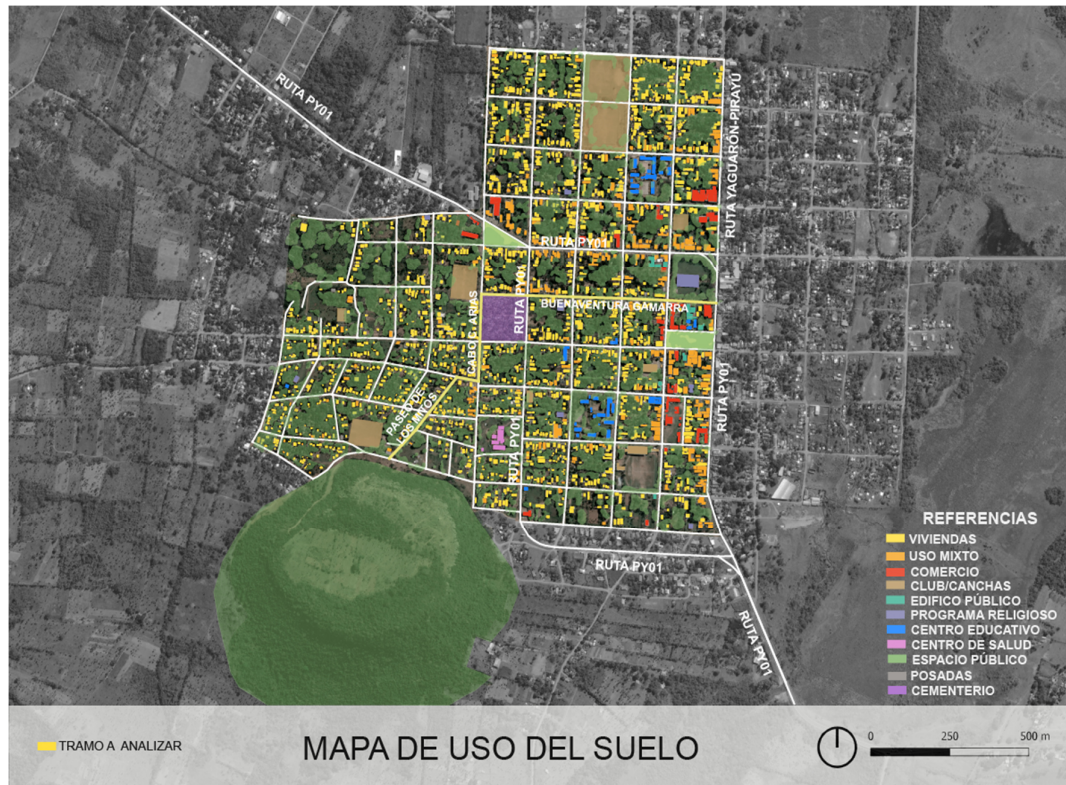 RUTA PY01
RUTA YAGUARÓN-PIRAYÚ
RUTA PY01
RUTA PY01
BUENAVENTURA GAMARRA
CABO C. ARIAS
PASEO DE
LOS MITOS
RUTA PY01
RUTA PY01
RUTA PY01
RUTA PY01
REFERENCIAS
VIVIENDAS
USO MIXTO
COMERCIO
CLUB/CANCHAS
EDIFICO PÚBLICO
PROGRAMA RELIGIOSO
CENTRO EDUCATIVO
CENTRO DE SALUD
ESPACIO PÚBLICO
POSADAS
CEMENTERIO
TRAMO A ANALIZAR
MAPA DE USO DEL SUELO
0 250 500 m